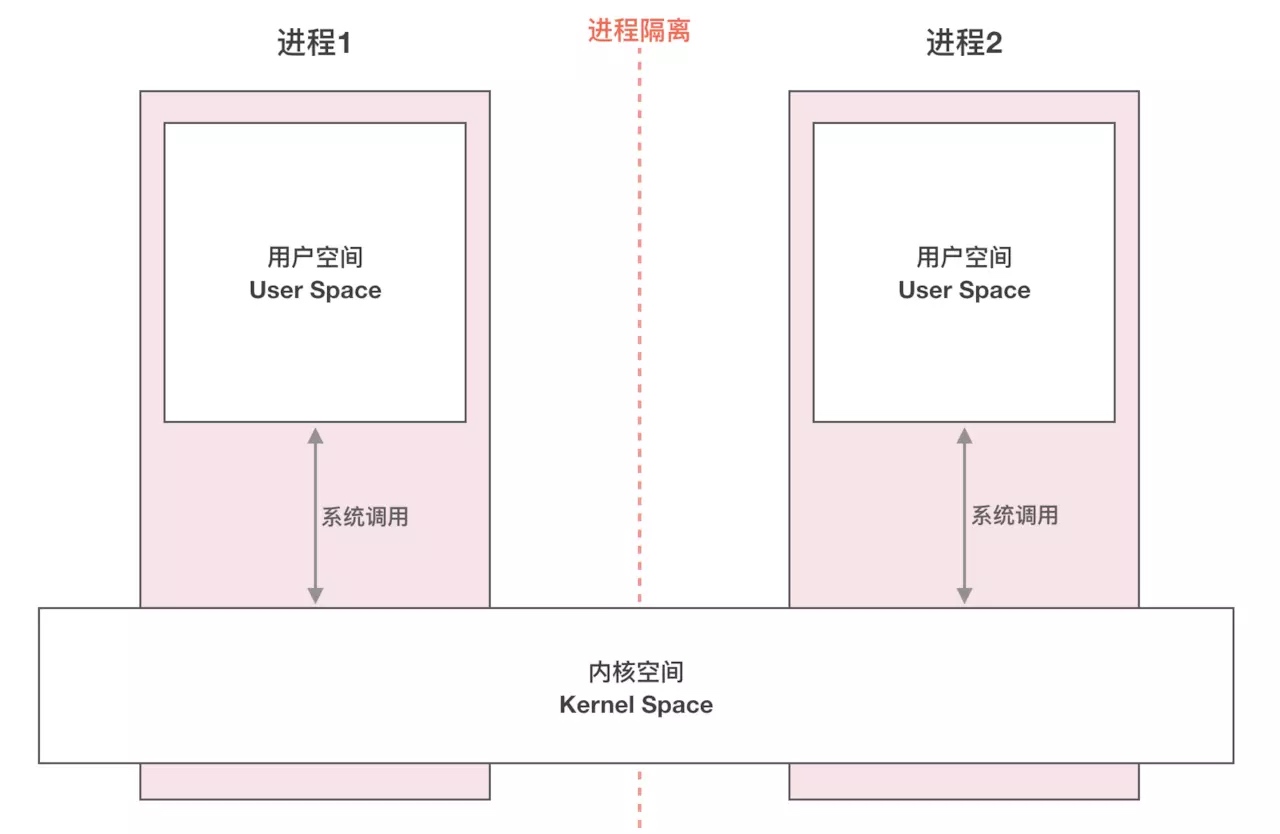 进程1
进程隔离
进程2
用户空间
User Space
用户空间
User Space
系统调用
系统调用
内核空间
Kernel Space